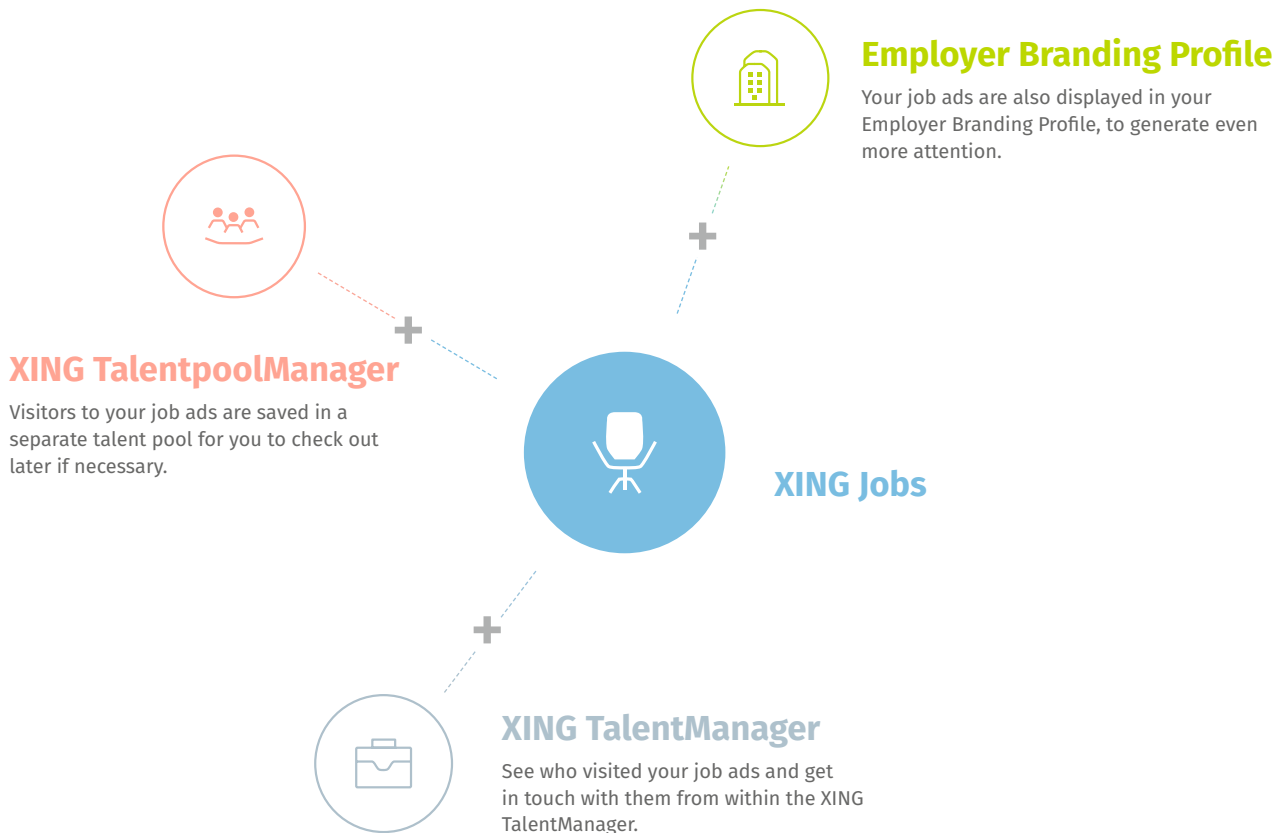 Employer Branding Profile
Your job ads are also displayed in your
Employer Branding Profile, to generate even
more attention.
XING TalentpoolManager
Visitors to your job ads are saved in a
separate talent pool for you to check out
later if necessary.
XING Jobs
XING TalentManager
See who visited your job ads and get
in touch with them from within the XING
TalentManager.